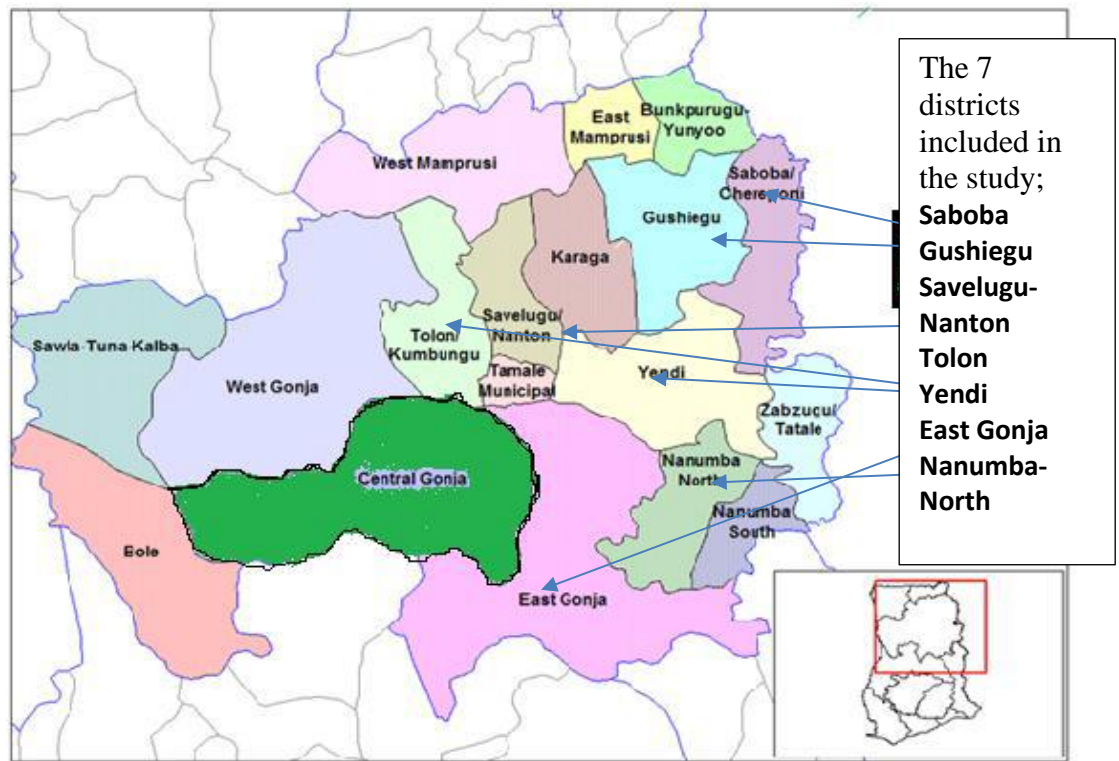 The 7
districts
included in
the study;
Saboba
Gushiegu
Savelugu-
Nanton
Tolon
Yendi
East Gonja
Nanumba-
North
East
Mamprusi
Bunkpurugu-
Yunyoo
West Mamprusi
Saboba/
Chereponi
Gushiegu
Karaga
Savelugu/
Nanton
Tolon/
Kumbungu
Sawla-Tuna Kalba
West Gonja
Tamale
Municipal
Yendi
Zabzugu/
Tatale
Central Gonja
Nanumba
North
Nanumba
South
Bole
East Gonja